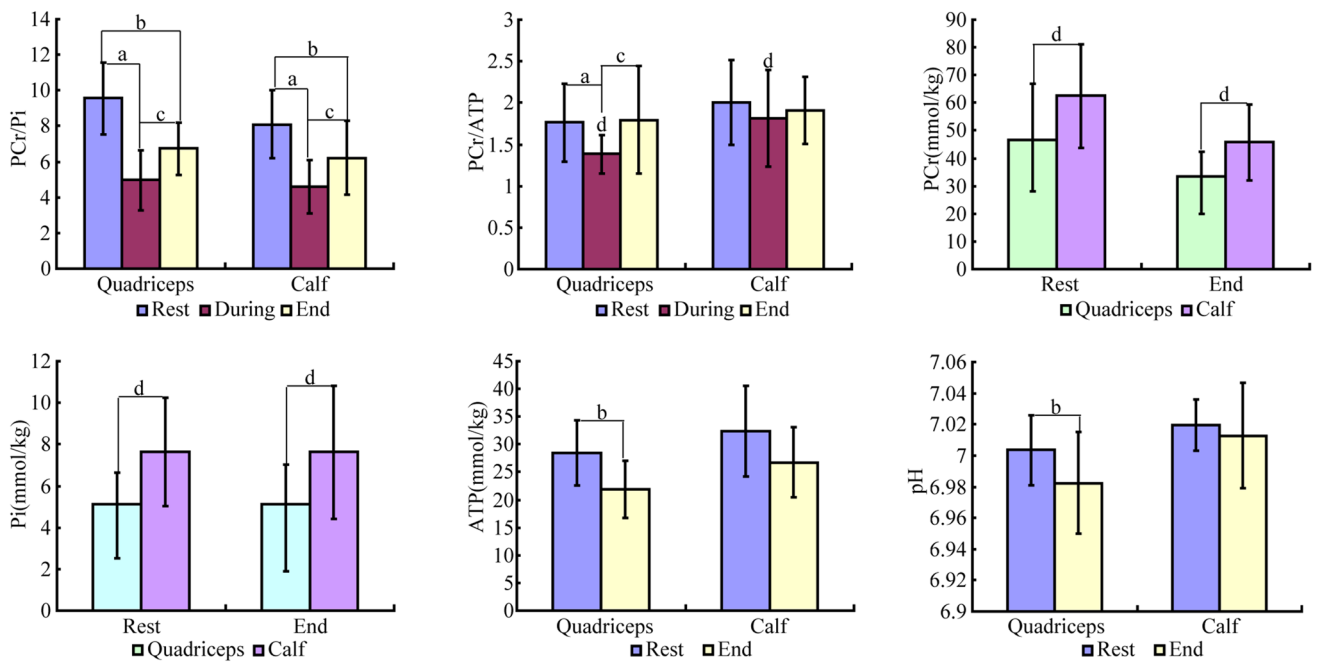 PCr/Pi
14
12
10
8
6
4
2
0
b
a
c
b
a
c
Quadriceps Calf
Rest During End
PCr/ATP
3
2.5
2
1.5
1
0.5
0
a
c
d
d
Quadriceps Calf
Rest During End
PCr(mmol/kg)
90
80
70
60
50
40
30
20
10
0
d
d
Rest End
Quadriceps Calf
Pi(mmol/kg)
12
10
8
6
4
2
0
d
d
Rest End
Quadriceps Calf
ATP(mmol/kg)
45
40
35
30
25
20
15
10
5
0
b
Quadriceps Calf
Rest End
pH
7.06
7.04
7.02
7
6.98
6.96
6.94
6.92
6.9
b
Quadriceps Calf
Rest End